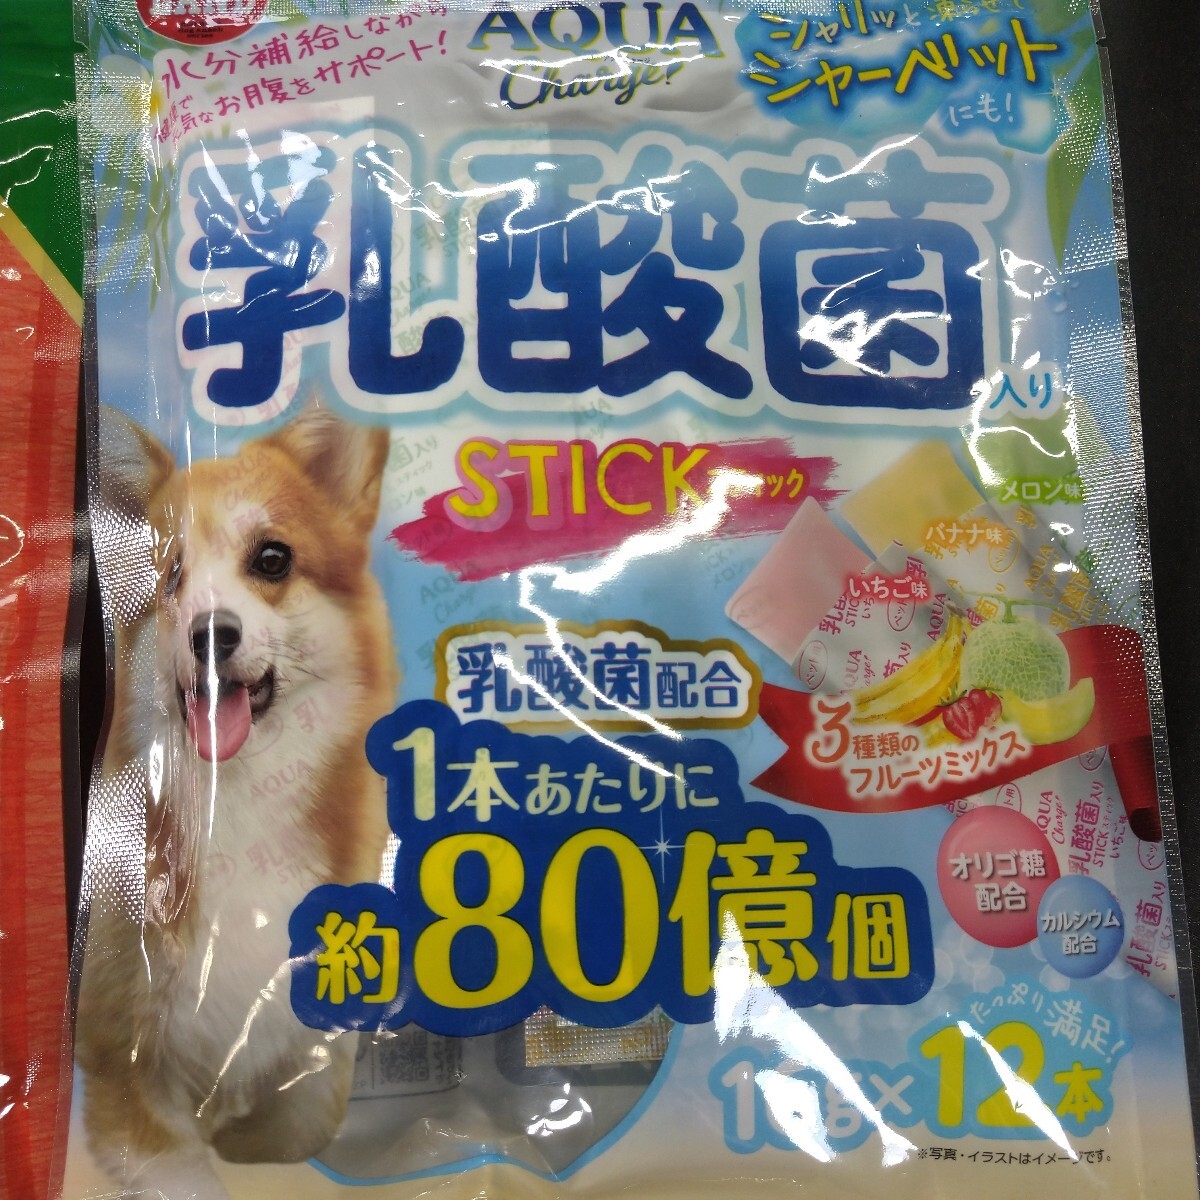 水分補給しながら
健康で
元気なお腹をサポート!
AQUA
Charge!
シャリッと凍らせて
シャーベット
にも!
乳酸菌
入り
STICK
メロン味
バナナ味
いちご味
乳酸菌配合
1本あたりに
約80億個
3種類の
フルーツミックス
オリゴ糖
配合
カルシウム
配合
たっぷり満足!
16g×12本
※写真・イラストはイメージです。